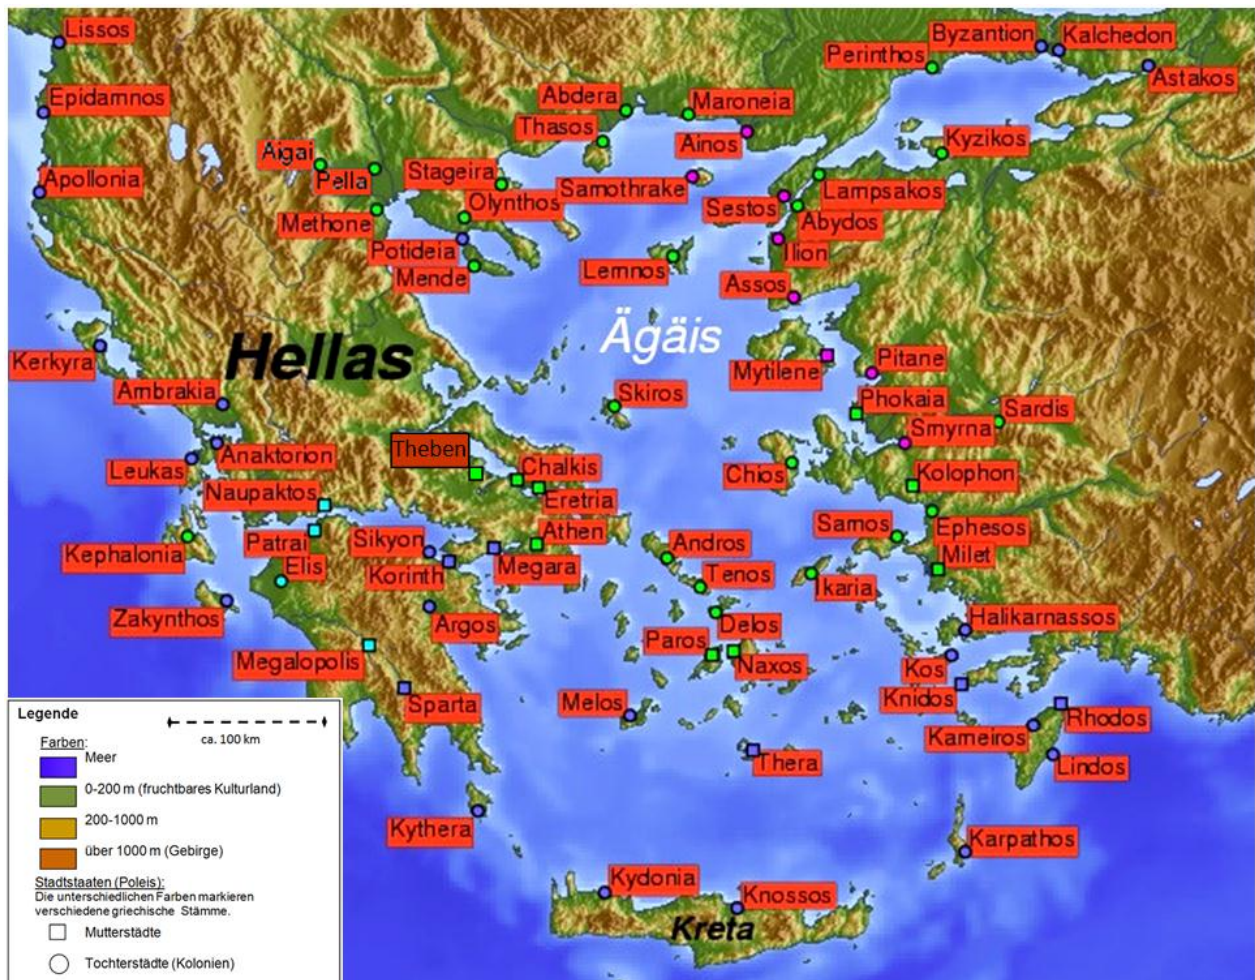 Lissos
Byzantion
Kalchedon
Perinthos
Astakos
Epidamnos
Abdera
Maroneia
Thasos
Ainos
Kyzikos
Aigai
Pella
Stageira
Samothrake
Lampsakos
Apollonia
Olynthos
Sestos
Abydos
Methone
Potideia
Ilion
Mende
Lemnos
Assos
Ägäis
Hellas
Kerkyra
Mytilene
Pitane
Ambrakia
Skiros
Phokaia
Sardis
Smyrna
Anaktorion
Theben
Leukas
Chalkis
Chios
Kolophon
Naupaktos
Eretria
Ephesos
Patrai
Sikyon
Athen
Samos
Kephalonia
Elis
Korinth
Megara
Andros
Milet
Tenos
Ikaria
Zakynthos
Argos
Delos
Halikarnassos
Megalopolis
Paros
Naxos
Kos
Knidos
Sparta
Melos
Rhodos
Kameiros
Thera
Lindos
Kythera
Karpathos
Kydonia
Knossos
Kreta
Legende
ca. 100 km
Farben:
Meer
0-200 m (fruchtbares Kulturland)
200-1000 m
über 1000 m (Gebirge)
Stadtstaaten (Poleis):
Die unterschiedlichen Farben markieren
verschiedene griechische Stämme.
Mutterstädte
Tochterstädte (Kolonien)